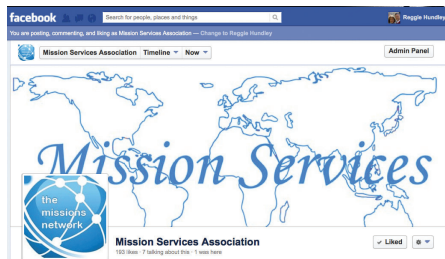 facebook Search for people, places and things Reggie Hundley
You are posting, commenting, and liking as Mission Services Association — Change to Reggie Hundley
Mission Services Association Timeline Now Admin Panel
Mission Services
the
missions
network
Mission Services Association
193 likes · 7 talking about this · 1 was here
Liked